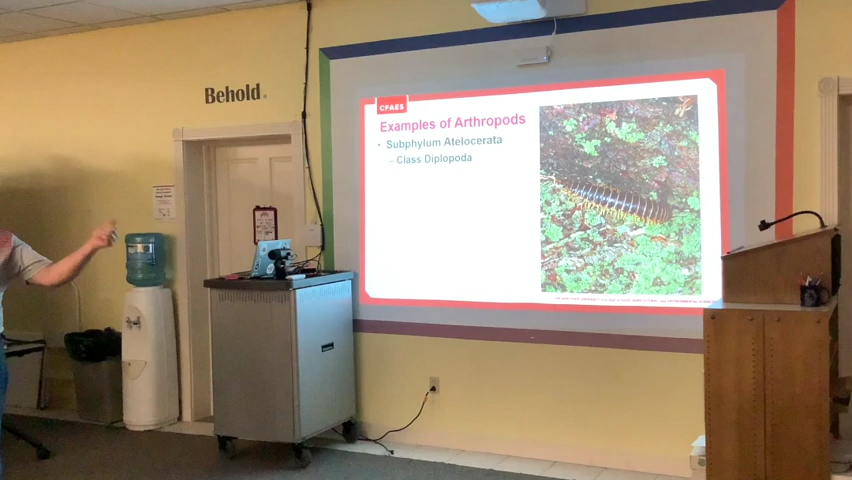 Behold.
CFAES
Examples of Arthropods
• Subphylum Atelocerata
– Class Diplopoda